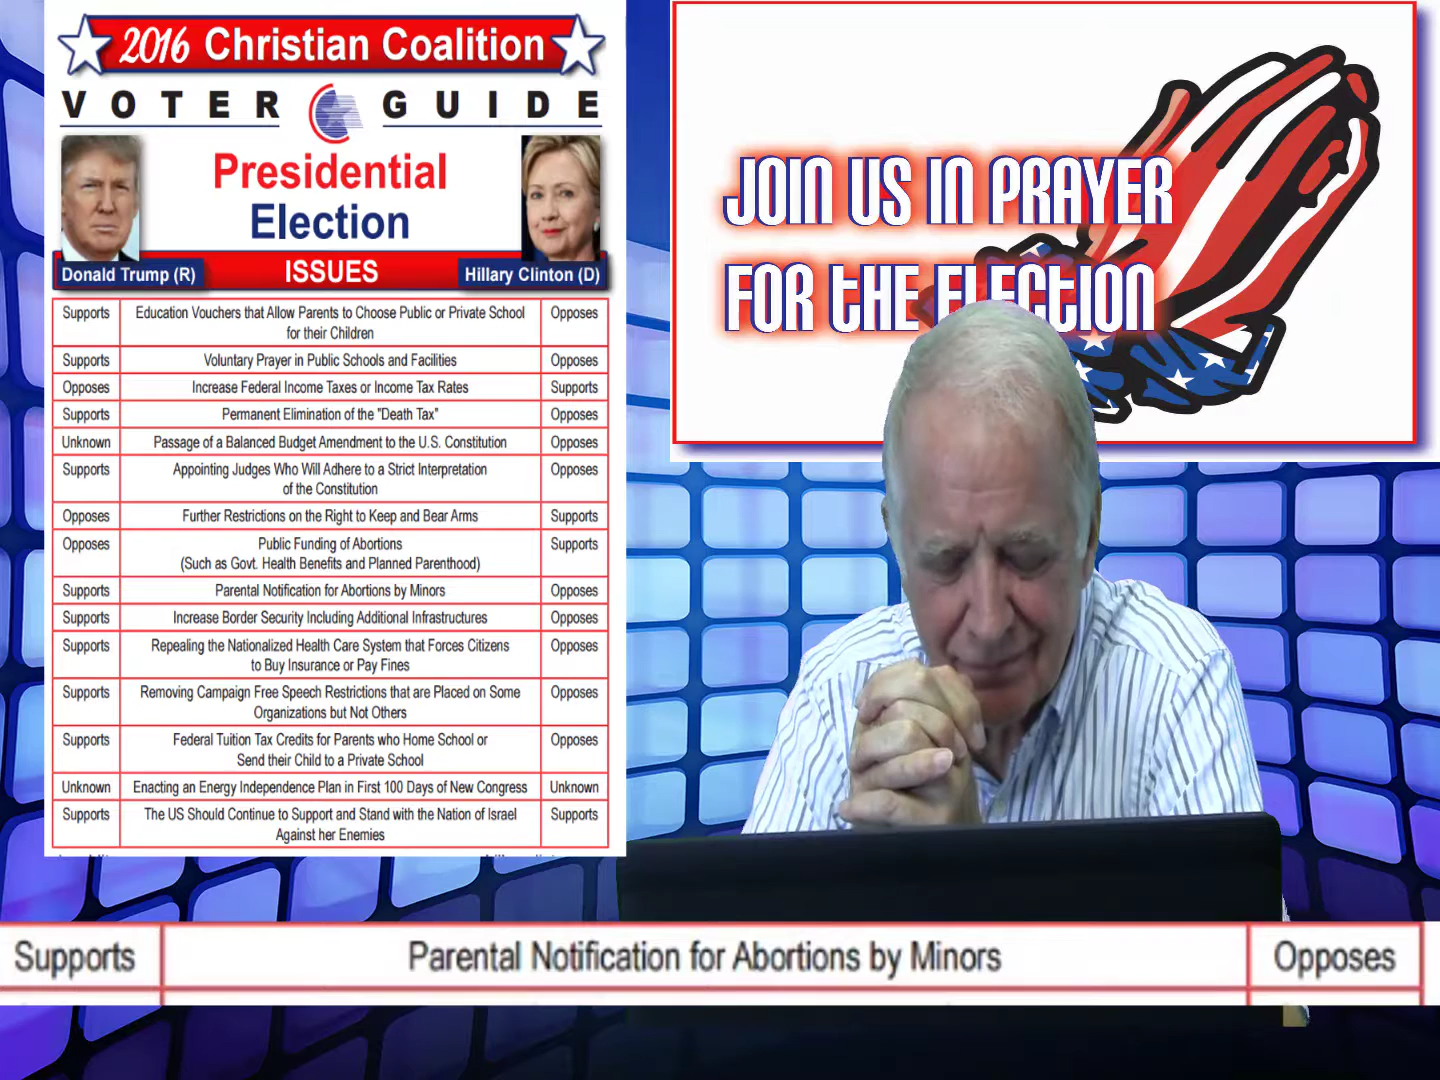 2016 Christian Coalition
VOTER GUIDE
Presidential
Election
Donald Trump (R) ISSUES Hillary Clinton (D)
Supports Education Vouchers that Allow Parents to Choose Public or Private School Opposes
for their Children
Supports Voluntary Prayer in Public Schools and Facilities Opposes
Opposes Increase Federal Income Taxes or Income Tax Rates Supports
Supports Permanent Elimination of the "Death Tax" Opposes
Unknown Passage of a Balanced Budget Amendment to the U.S. Constitution Opposes
Supports Appointing Judges Who Will Adhere to a Strict Interpretation Opposes
of the Constitution
Opposes Further Restrictions on the Right to Keep and Bear Arms Supports
Opposes Public Funding of Abortions Supports
(Such as Govt. Health Benefits and Planned Parenthood)
Supports Parental Notification for Abortions by Minors Opposes
Supports Increase Border Security Including Additional Infrastructures Opposes
Supports Repealing the Nationalized Health Care System that Forces Citizens Opposes
to Buy Insurance or Pay Fines
Supports Removing Campaign Free Speech Restrictions that are Placed on Some Opposes
Organizations but Not Others
Supports Federal Tuition Tax Credits for Parents who Home School or Opposes
Send their Child to a Private School
Unknown Enacting an Energy Independence Plan in First 100 Days of New Congress Unknown
Supports The US Should Continue to Support and Stand with the Nation of Israel Supports
Against her Enemies
JOIN US IN PRAYER
FOR THE ELECTION
Supports Parental Notification for Abortions by Minors Opposes